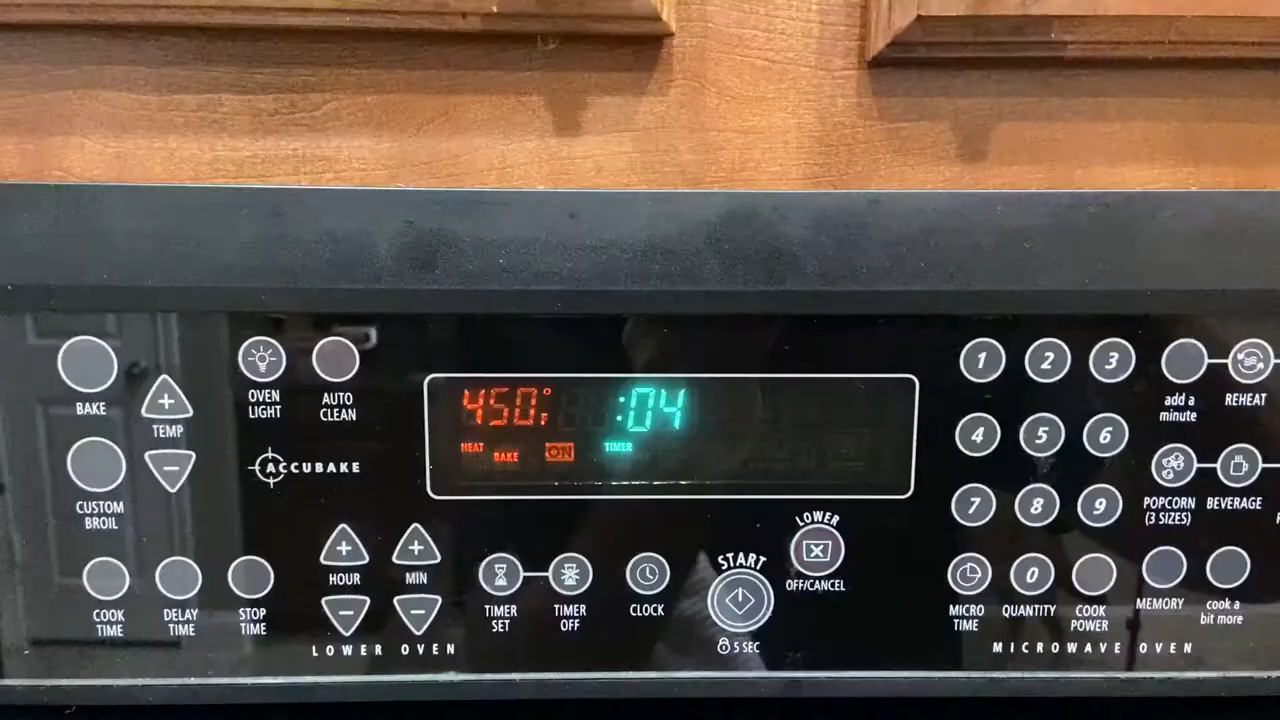 450°F
:04
HEAT
BAKE
ON
TIMER
BAKE
TEMP
CUSTOM
BROIL
OVEN
LIGHT
AUTO
CLEAN
ACCUBAKE
COOK
TIME
DELAY
TIME
STOP
TIME
HOUR
MIN
LOWER OVEN
TIMER
SET
TIMER
OFF
CLOCK
START
5 SEC
LOWER
OFF/CANCEL
1 2 3
4 5 6
7 8 9
0
MICRO
TIME
QUANTITY
COOK
POWER
MICROWAVE OVEN
add a
minute
REHEAT
POPCORN
(3 SIZES)
BEVERAGE
MEMORY
cook a
bit more